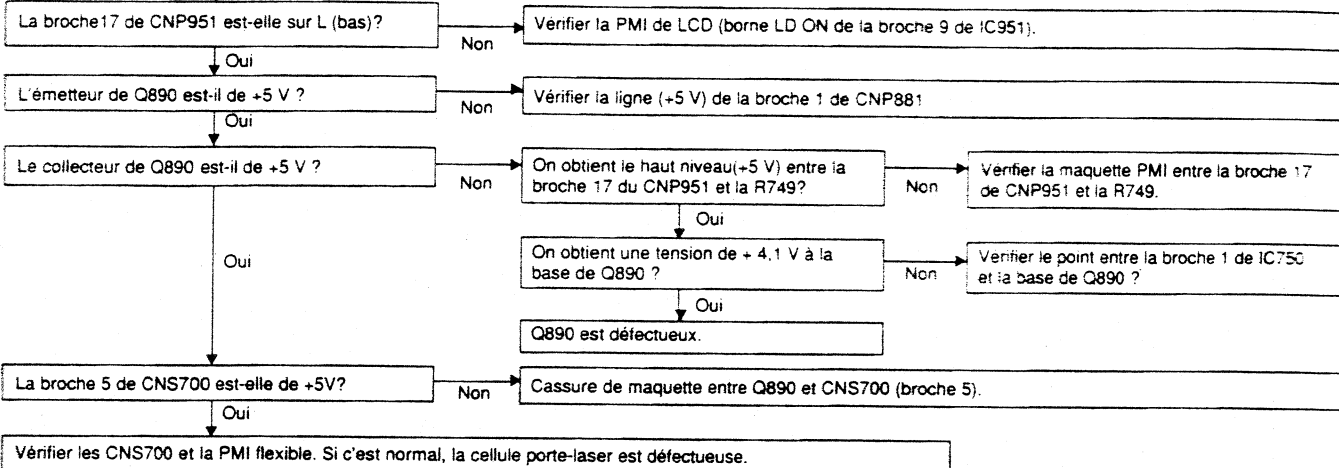 La broche17 de CNP951 est-elle sur L (bas)?
Non
Vérifier la PMI de LCD (borne LD ON de la broche 9 de IC951).
Oui
L'émetteur de Q890 est-il de +5 V ?
Non
Vérifier la ligne (+5 V) de la broche 1 de CNP881
Oui
Le collecteur de Q890 est-il de +5 V ?
Non
On obtient le haut niveau(+5 V) entre la
broche 17 du CNP951 et la R749?
Non
Vérifier la maquette PMI entre la broche 17
de CNP951 et la R749.
Oui
Oui
On obtient une tension de + 4,1 V à la
base de Q890 ?
Non
Vérifier le point entre la broche 1 de IC750
et la base de Q890 ?
Oui
Q890 est défectueux.
La broche 5 de CNS700 est-elle de +5V?
Non
Cassure de maquette entre Q890 et CNS700 (broche 5).
Oui
Vérifier les CNS700 et la PMI flexible. Si c'est normal, la cellule porte-laser est défectueuse.